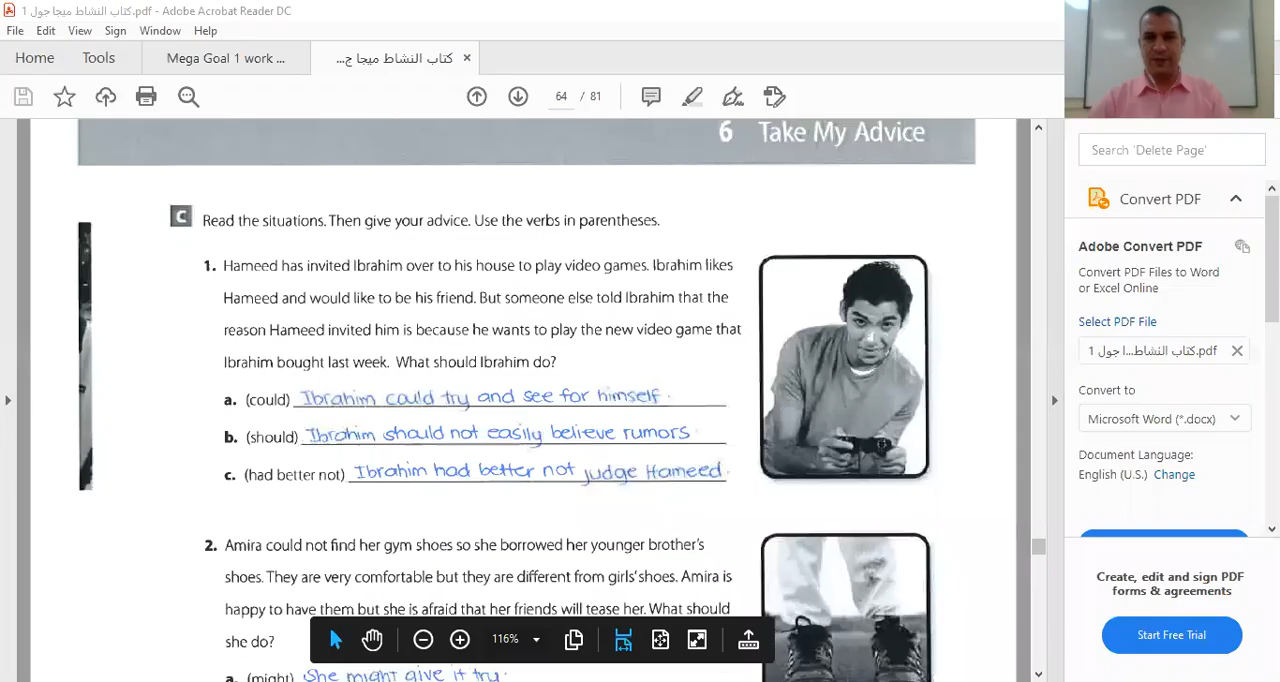 كتاب النشاط ميجا جول 1.pdf - Adobe Acrobat Reader DC
File Edit View Sign Window Help
Home Tools Mega Goal 1 work ... كتاب النشاط ميجا ج... ×
64 / 81
6 Take My Advice
C Read the situations. Then give your advice. Use the verbs in parentheses.
1. Hameed has invited Ibrahim over to his house to play video games. Ibrahim likes
Hameed and would like to be his friend. But someone else told Ibrahim that the
reason Hameed invited him is because he wants to play the new video game that
Ibrahim bought last week. What should Ibrahim do?
a. (could) Ibrahim could try and see for himself.
b. (should) Ibrahim should not easily believe rumors.
c. (had better not) Ibrahim had better not judge Hameed.
2. Amira could not find her gym shoes so she borrowed her younger brother's
shoes. They are very comfortable but they are different from girls' shoes. Amira is
happy to have them but she is afraid that her friends will tease her. What should
she do?
a. (might) She might give it try.
116%
Search 'Delete Page'
Convert PDF
Adobe Convert PDF
Convert PDF Files to Word
or Excel Online
Select PDF File
كتاب النشاط...ا جول 1.pdf
Convert to
Microsoft Word (*.docx)
Document Language:
English (U.S.) Change
Create, edit and sign PDF
forms & agreements
Start Free Trial